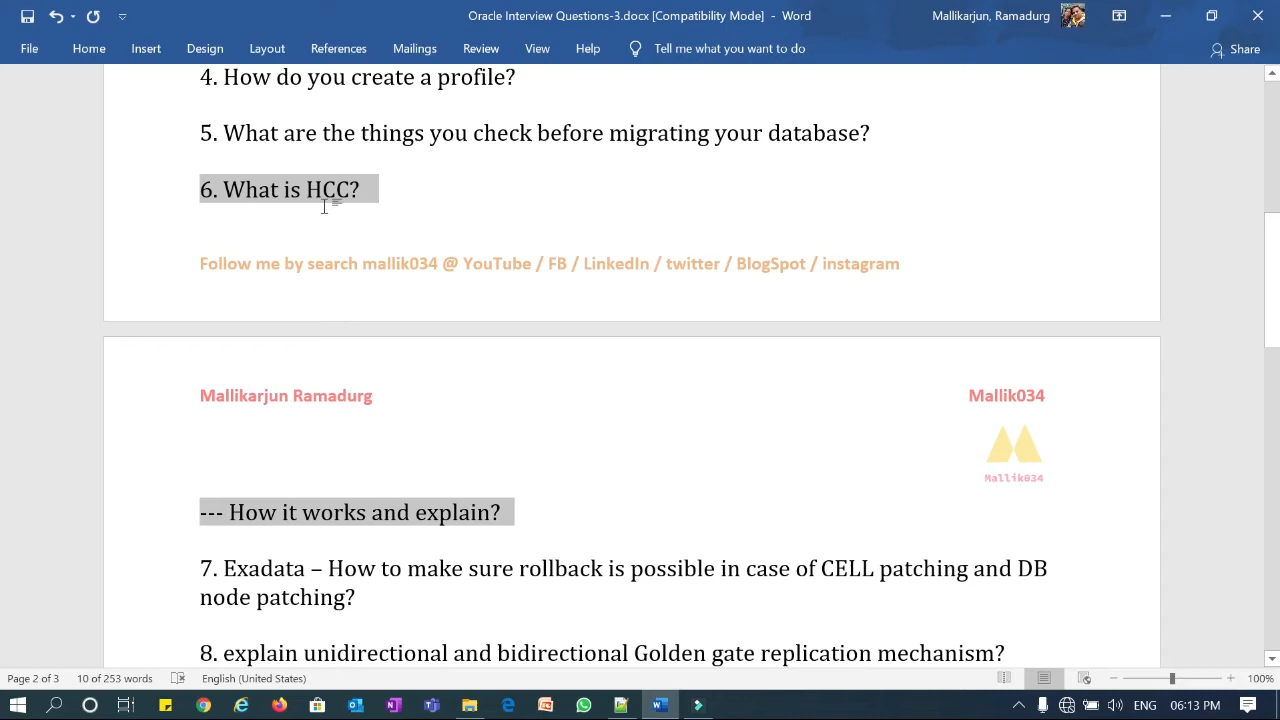 Oracle Interview Questions-3.docx [Compatibility Mode] - Word
Mallikarjun, Ramadurg
File Home Insert Design Layout References Mailings Review View Help Tell me what you want to do Share
4. How do you create a profile?
5. What are the things you check before migrating your database?
6. What is HCC?
Follow me by search mallik034 @ YouTube / FB / LinkedIn / twitter / BlogSpot / instagram
Mallikarjun Ramadurg
Mallik034
Mallik034
--- How it works and explain?
7. Exadata – How to make sure rollback is possible in case of CELL patching and DB
node patching?
8. explain unidirectional and bidirectional Golden gate replication mechanism?
Page 2 of 3 10 of 253 words English (United States) 100%
ENG 06:13 PM